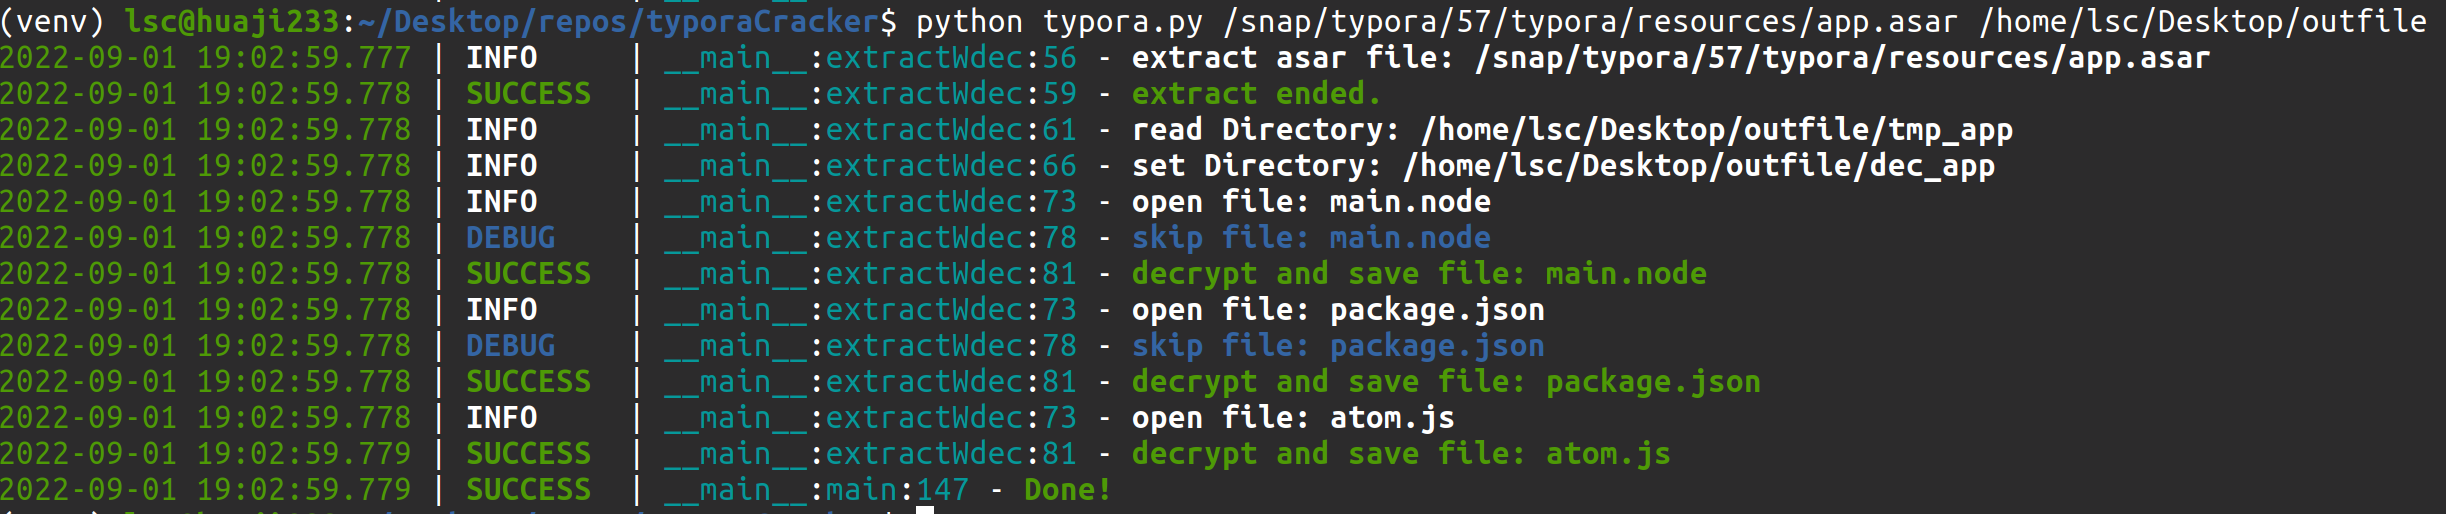 (venv) lsc@huaji233:~/Desktop/repos/typoraCracker$ python typora.py /snap/typora/57/typora/resources/app.asar /home/lsc/Desktop/outfile
2022-09-01 19:02:59.777 | INFO     | __main__:extractWdec:56 - extract asar file: /snap/typora/57/typora/resources/app.asar
2022-09-01 19:02:59.778 | SUCCESS  | __main__:extractWdec:59 - extract ended.
2022-09-01 19:02:59.778 | INFO     | __main__:extractWdec:61 - read Directory: /home/lsc/Desktop/outfile/tmp_app
2022-09-01 19:02:59.778 | INFO     | __main__:extractWdec:66 - set Directory: /home/lsc/Desktop/outfile/dec_app
2022-09-01 19:02:59.778 | INFO     | __main__:extractWdec:73 - open file: main.node
2022-09-01 19:02:59.778 | DEBUG    | __main__:extractWdec:78 - skip file: main.node
2022-09-01 19:02:59.778 | SUCCESS  | __main__:extractWdec:81 - decrypt and save file: main.node
2022-09-01 19:02:59.778 | INFO     | __main__:extractWdec:73 - open file: package.json
2022-09-01 19:02:59.778 | DEBUG    | __main__:extractWdec:78 - skip file: package.json
2022-09-01 19:02:59.778 | SUCCESS  | __main__:extractWdec:81 - decrypt and save file: package.json
2022-09-01 19:02:59.778 | INFO     | __main__:extractWdec:73 - open file: atom.js
2022-09-01 19:02:59.779 | SUCCESS  | __main__:extractWdec:81 - decrypt and save file: atom.js
2022-09-01 19:02:59.779 | SUCCESS  | __main__:main:147 - Done!